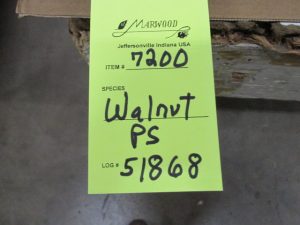 MARWOOD
Jeffersonville Indiana USA
ITEM # 7200
SPECIES
Walnut
PS
LOG # 51868